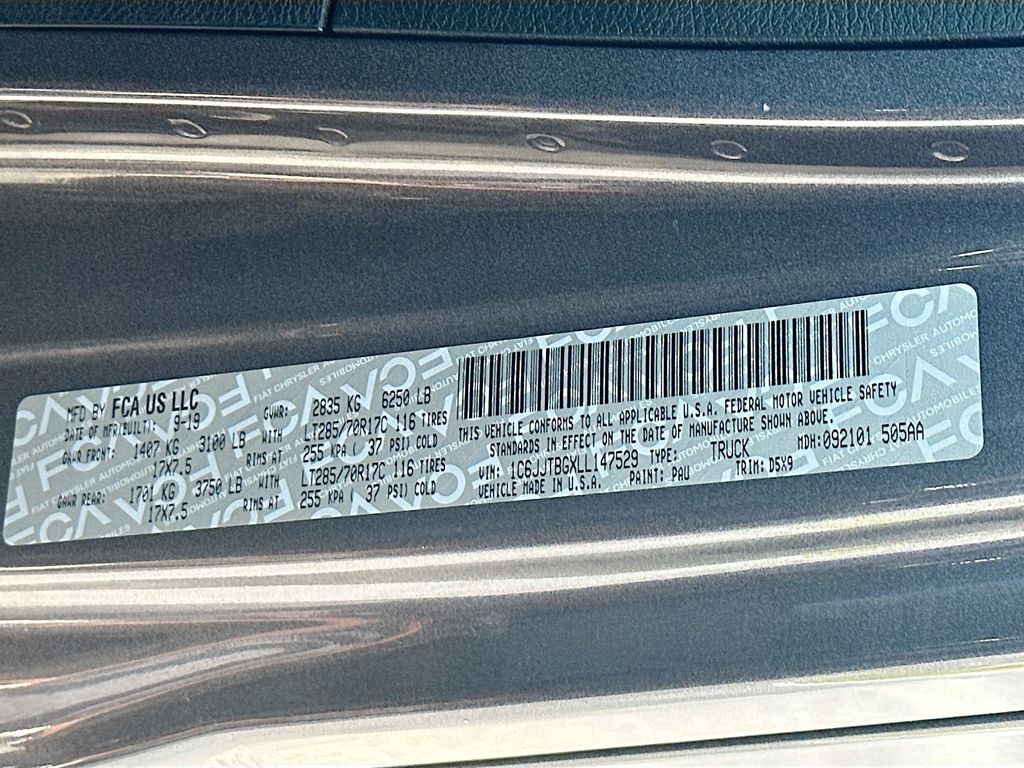 MFD BY FCA US LLC
DATE OF MFR(BUILT): 9-19
GVWR: 2835 KG 6250 LB
GAWR FRONT: 1407 KG 3100 LB WITH LT285/70R17C 116 TIRES
17X7.5 RIMS AT 255 KPA ( 37 PSI) COLD
GAWR REAR: 1701 KG 3750 LB WITH LT285/70R17C 116 TIRES
17X7.5 RIMS AT 255 KPA ( 37 PSI) COLD
THIS VEHICLE CONFORMS TO ALL APPLICABLE U.S.A. FEDERAL MOTOR VEHICLE SAFETY
STANDARDS IN EFFECT ON THE DATE OF MANUFACTURE SHOWN ABOVE.
VIN: 1C6JJTBGXLL147529 TYPE: TRUCK MDH:092101 505AA
VEHICLE MADE IN U.S.A. PAINT: PAU TRIM: D5X9
FCA
FIAT CHRYSLER AUTOMOBILES